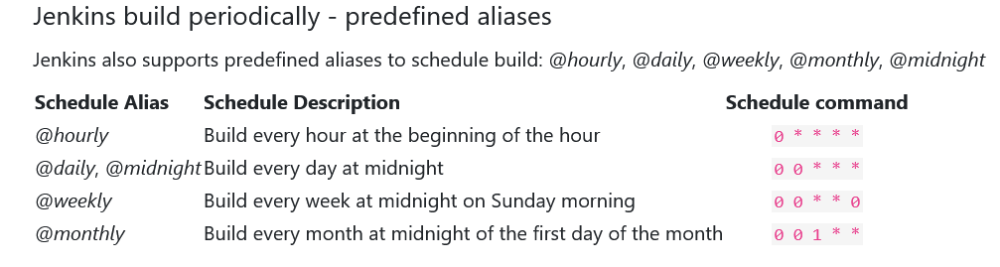 Jenkins build periodically - predefined aliases
Jenkins also supports predefined aliases to schedule build: @hourly, @daily, @weekly, @monthly, @midnight
Schedule Alias Schedule Description Schedule command
@hourly Build every hour at the beginning of the hour 0 * * * *
@daily, @midnight Build every day at midnight 0 0 * * *
@weekly Build every week at midnight on Sunday morning 0 0 * * 0
@monthly Build every month at midnight of the first day of the month 0 0 1 * *